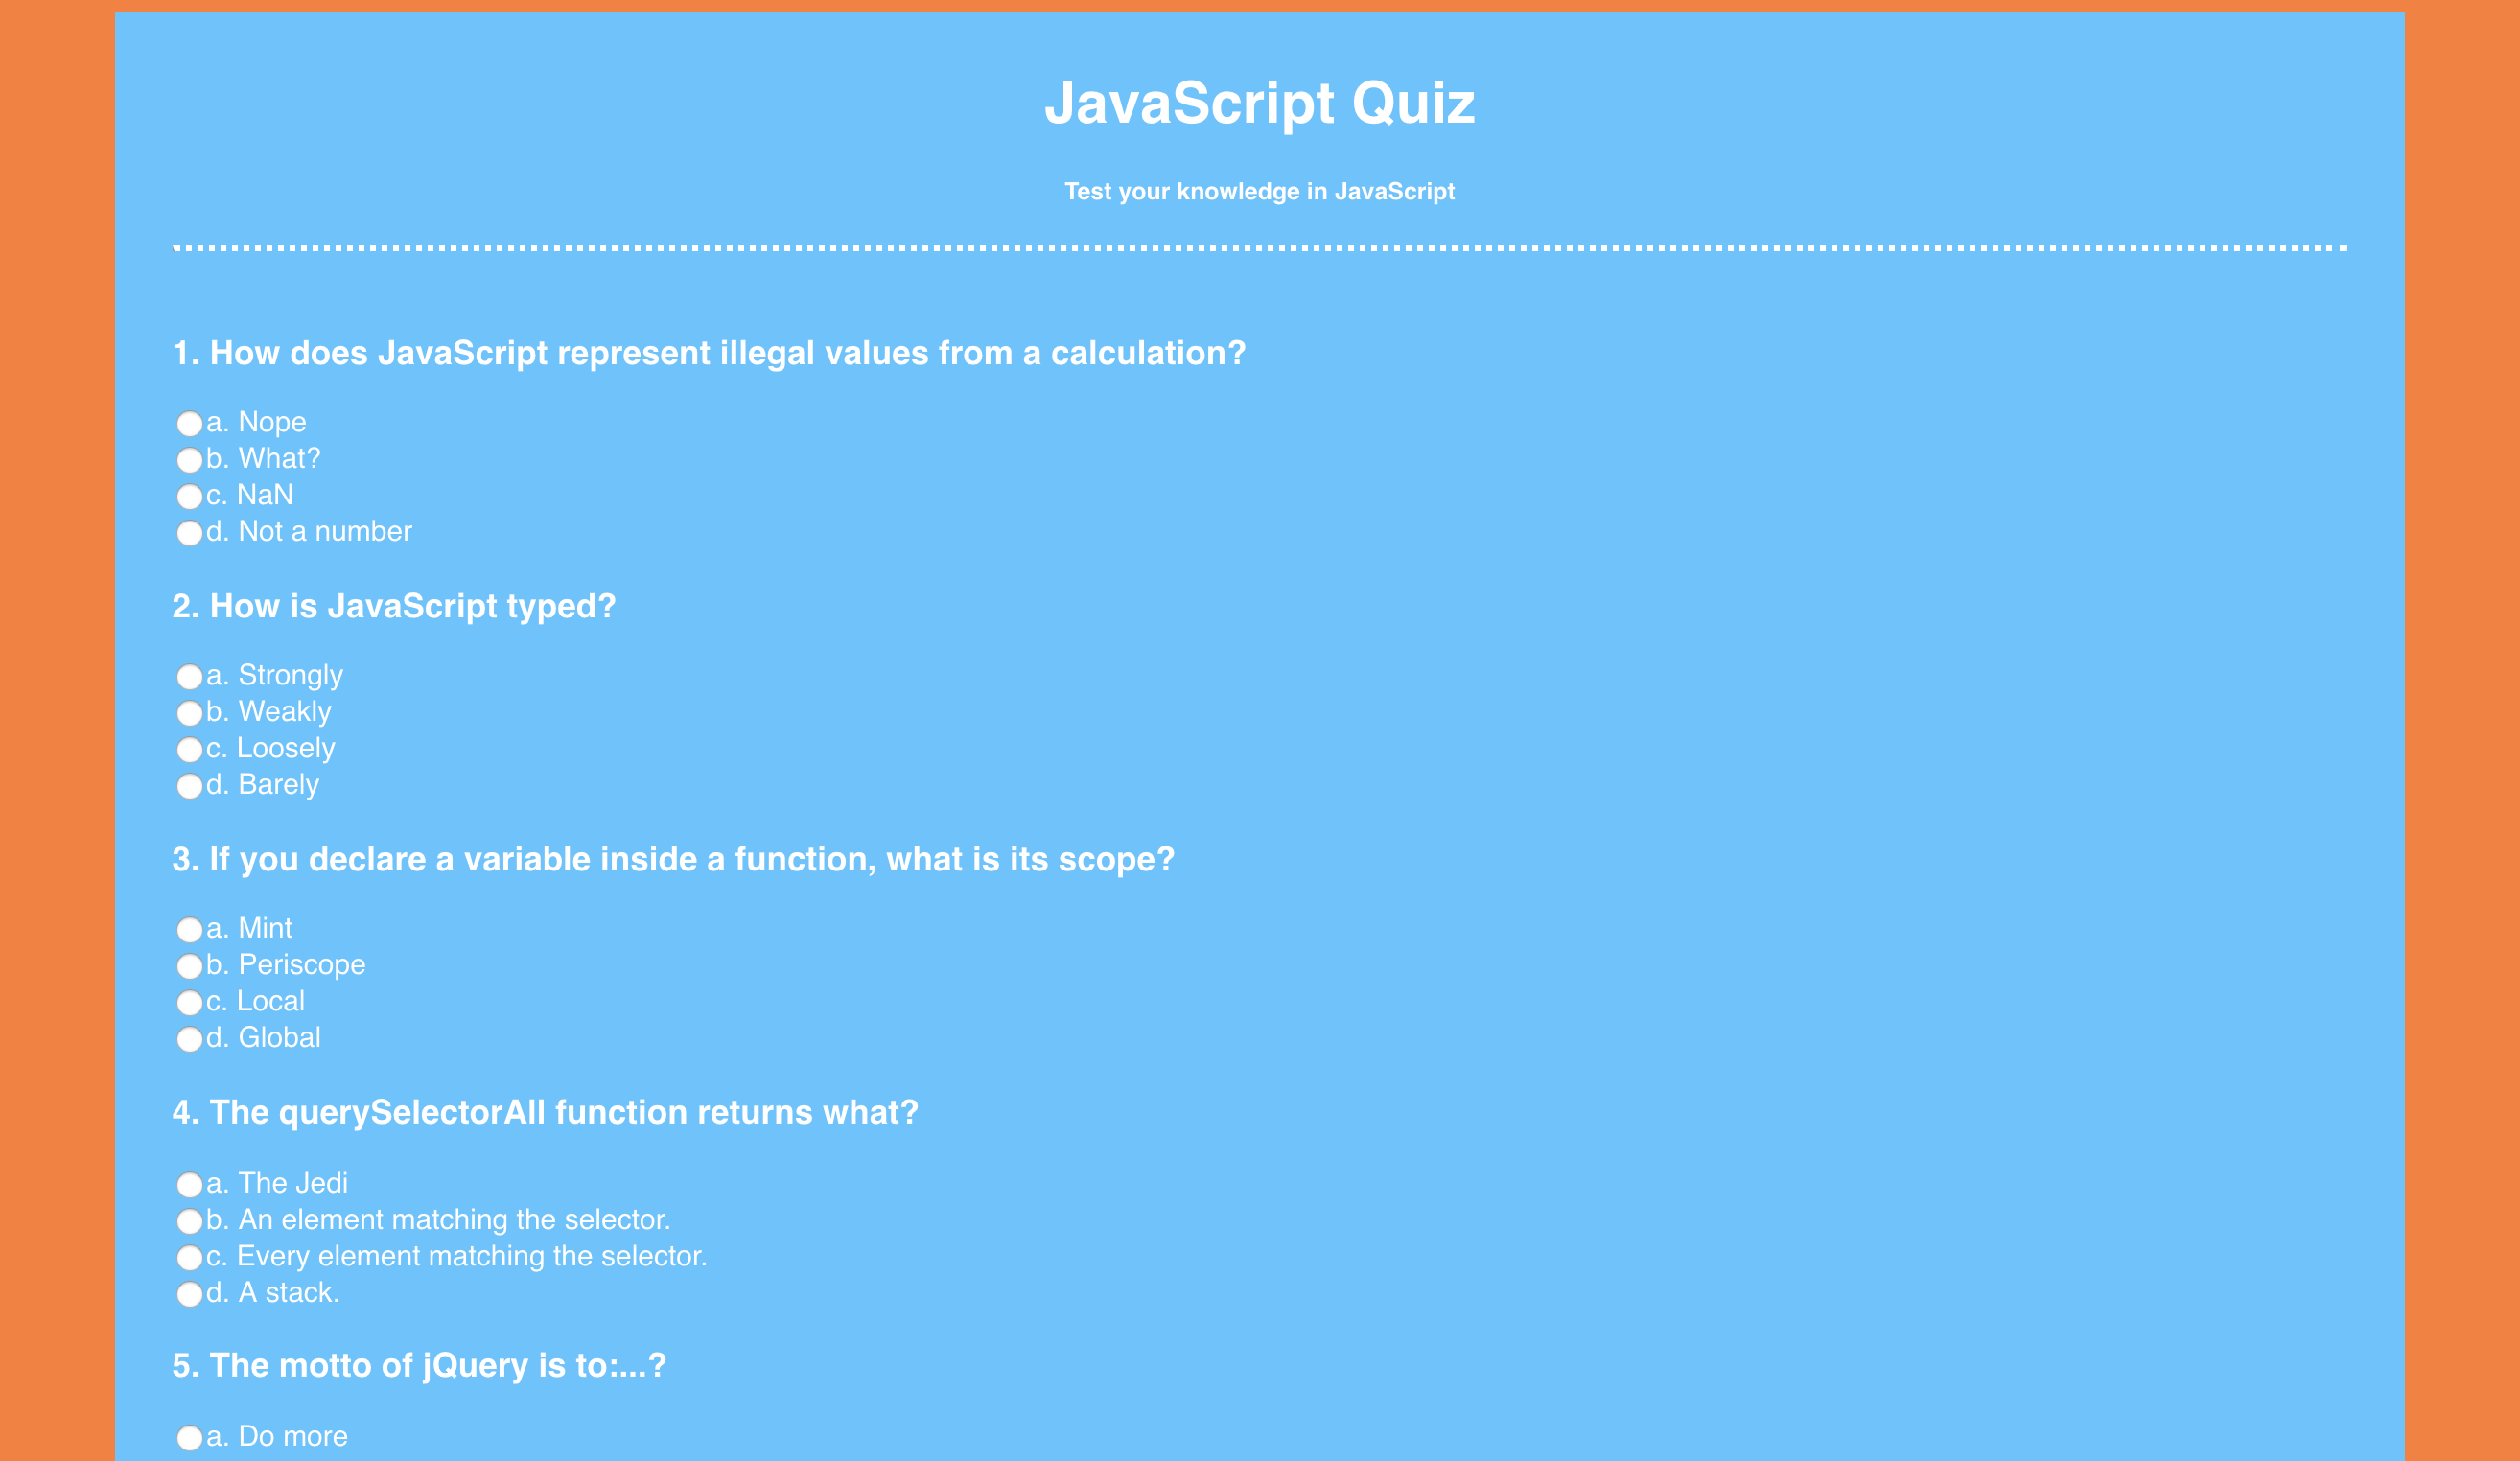 JavaScript Quiz
Test your knowledge in JavaScript
1. How does JavaScript represent illegal values from a calculation?
a. Nope
b. What?
c. NaN
d. Not a number
2. How is JavaScript typed?
a. Strongly
b. Weakly
c. Loosely
d. Barely
3. If you declare a variable inside a function, what is its scope?
a. Mint
b. Periscope
c. Local
d. Global
4. The querySelectorAll function returns what?
a. The Jedi
b. An element matching the selector.
c. Every element matching the selector.
d. A stack.
5. The motto of jQuery is to:...?
a. Do more